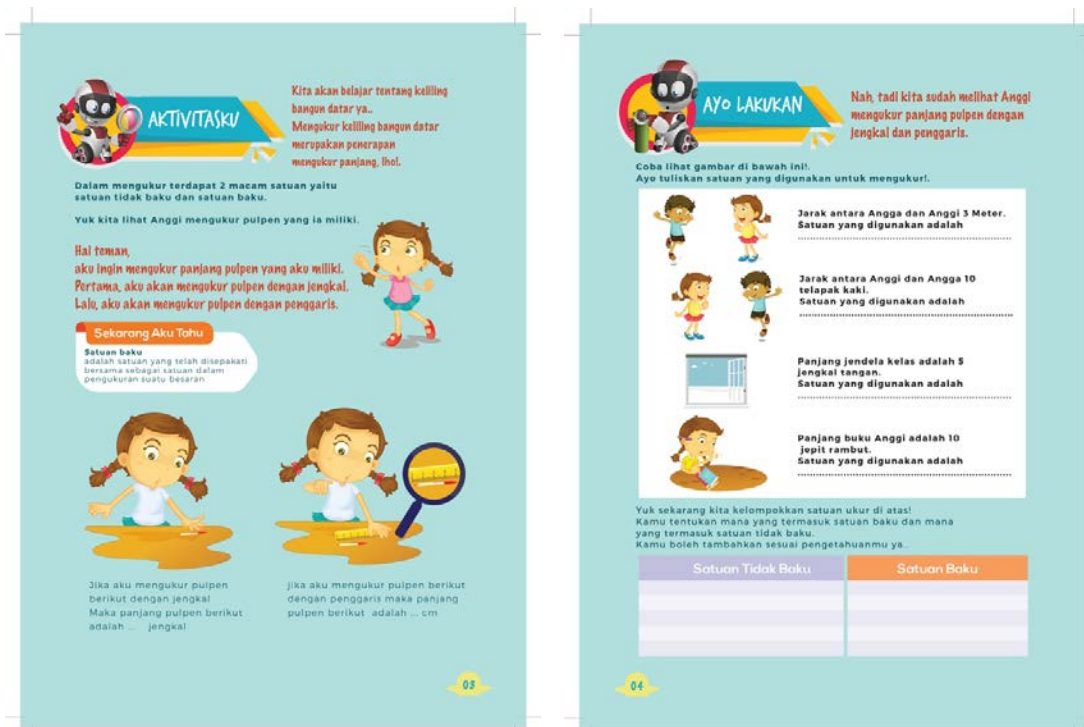 AKTIVITASKU
Kita akan belajar tentang keliling
bangun datar ya..
Mengukur keliling bangun datar
merupakan penerapan
mengukur panjang, lho!.
Dalam mengukur terdapat 2 macam satuan yaitu
satuan tidak baku dan satuan baku.
Yuk kita lihat Anggi mengukur pulpen yang ia miliki.
Hai teman,
aku ingin mengukur panjang pulpen yang aku miliki.
Pertama, aku akan mengukur pulpen dengan jengkal.
Lalu, aku akan mengukur pulpen dengan penggaris.
Sekarang Aku Tahu
Satuan baku
adalah satuan yang telah disepakati
bersama sebagai satuan dalam
pengukuran suatu besaran
Jika aku mengukur pulpen
berikut dengan jengkal
Maka panjang pulpen berikut
adalah ... jengkal
jika aku mengukur pulpen berikut
dengan penggaris maka panjang
pulpen berikut adalah ... cm
03
AYO LAKUKAN
Nah, tadi kita sudah melihat Anggi
mengukur panjang pulpen dengan
jengkal dan penggaris.
Coba lihat gambar di bawah ini!.
Ayo tuliskan satuan yang digunakan untuk mengukur!.
Jarak antara Angga dan Anggi 3 Meter.
Satuan yang digunakan adalah
..................................................
Jarak antara Anggi dan Angga 10
telapak kaki.
Satuan yang digunakan adalah
..................................................
Panjang jendela kelas adalah 5
jengkal tangan.
Satuan yang digunakan adalah
..................................................
Panjang buku Anggi adalah 10
jepit rambut.
Satuan yang digunakan adalah
..................................................
Yuk sekarang kita kelompokkan satuan ukur di atas!
Kamu tentukan mana yang termasuk satuan baku dan mana
yang termasuk satuan tidak baku.
Kamu boleh tambahkan sesuai pengetahuanmu ya..
Satuan Tidak Baku Satuan Baku
04